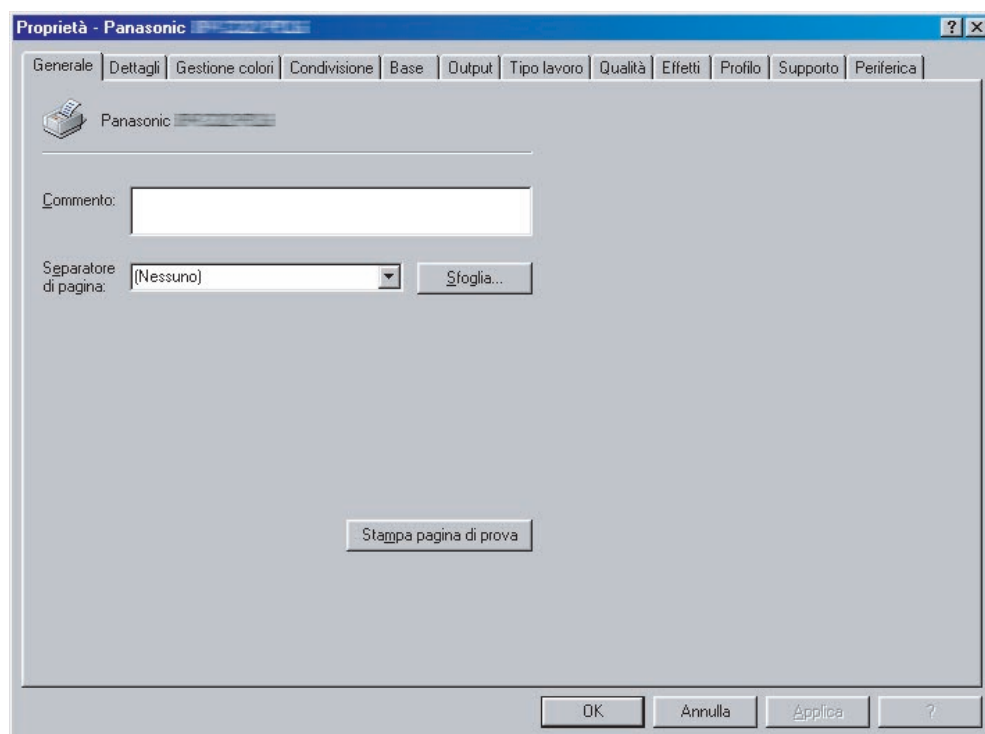 Proprietà - Panasonic
Generale Dettagli Gestione colori Condivisione Base Output Tipo lavoro Qualità Effetti Profilo Supporto Periferica
Panasonic
Commento:
Separatore di pagina: (Nessuno) Sfoglia...
Stampa pagina di prova
OK Annulla Applica ?